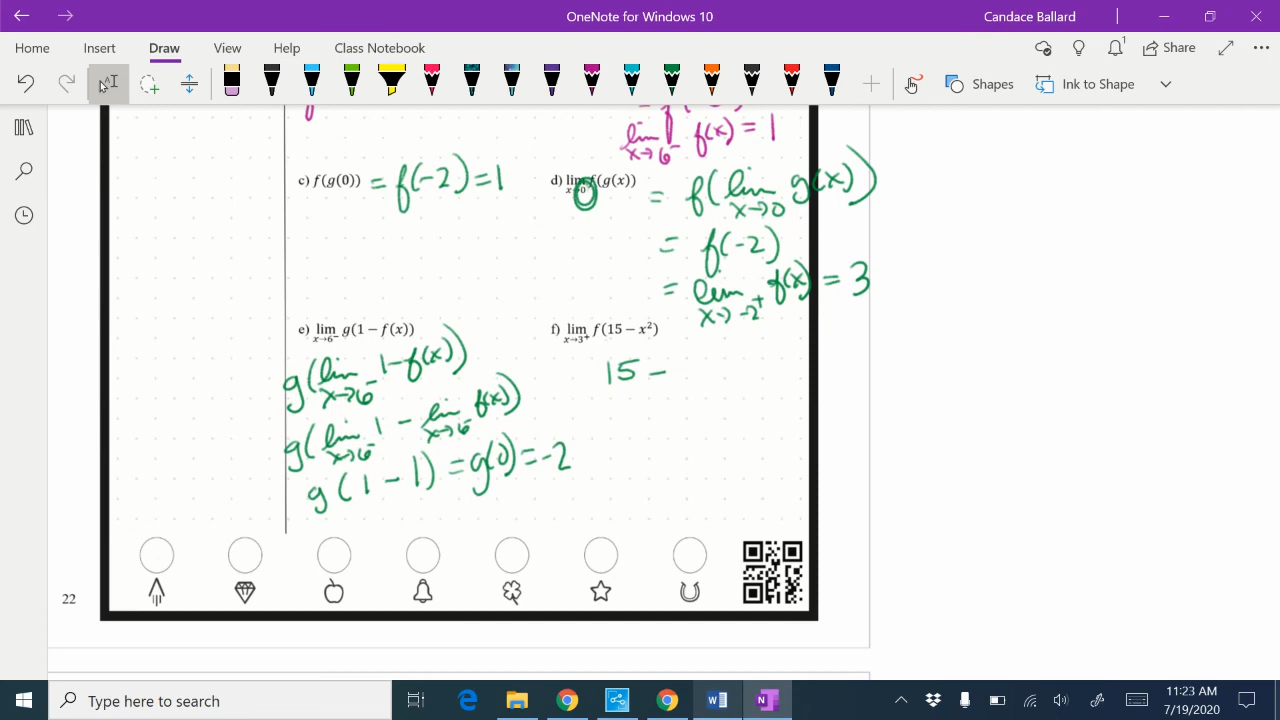 OneNote for Windows 10
Candace Ballard
Home Insert Draw View Help Class Notebook
1
Share
Shapes
Ink to Shape
lim f(x) = 1
x→6⁻
c) f(g(0)) = f(-2) = 1
d) lim f(g(x))
x→0
= f(lim g(x))
x→0
= f(-2)
= lim f(x) = 3
x→-2⁺
e) lim g(1 − f(x))
x→6⁻
g(lim 1-f(x))
x→6⁻
g(lim 1 - lim f(x))
x→6⁻ x→6⁻
g(1-1) = g(0) = -2
f) lim f(15 − x²)
x→3⁺
15 -
22
Type here to search
11:23 AM
7/19/2020